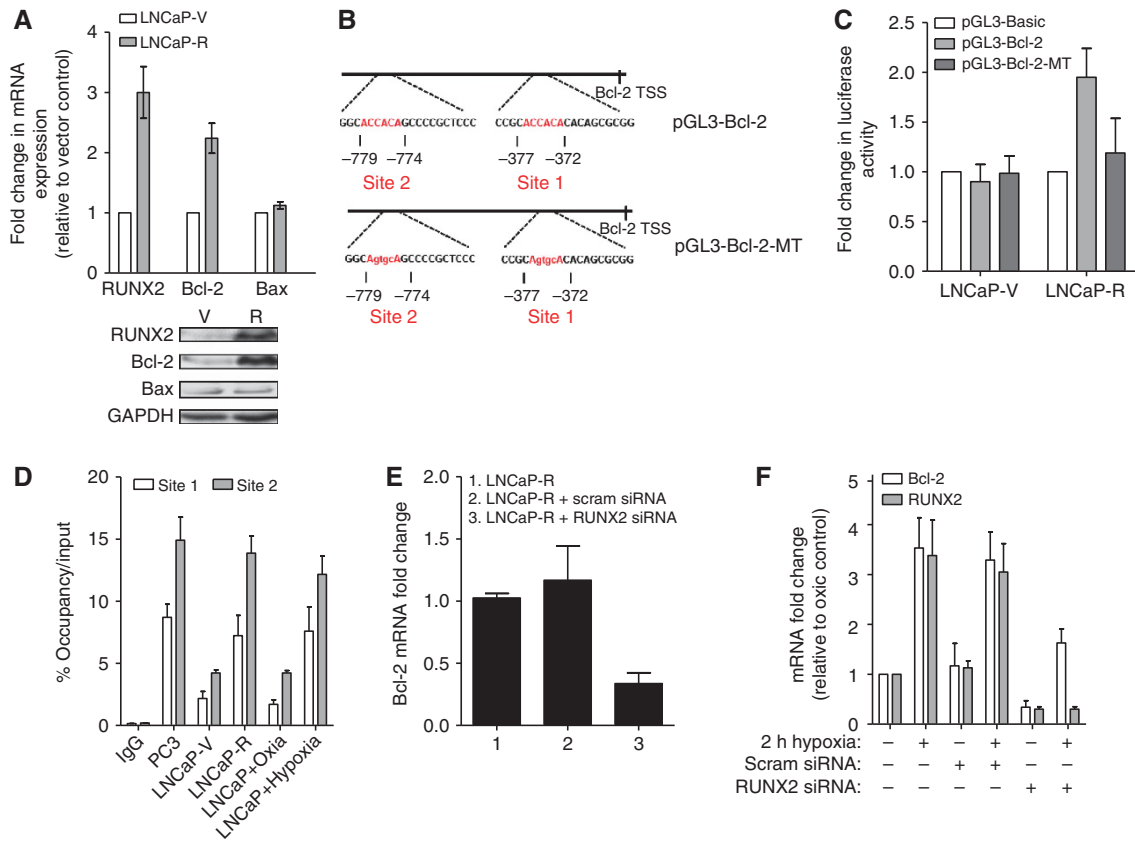 A
LNCaP-V
LNCaP-R
Fold change in mRNA
expression
(relative to vector control)
4
3
2
1
0
RUNX2 Bcl-2 Bax
V R
RUNX2
Bcl-2
Bax
GAPDH
B
Bcl-2 TSS
GGCACCACAGCCCCGCTCCC CCGCACCACACACAGCGCGG
pGL3-Bcl-2
–779 –774 –377 –372
Site 2 Site 1
Bcl-2 TSS
pGL3-Bcl-2-MT
GGCAgtgcAGCCCCGCTCCC CCGCAgtgcACACAGCGCGG
–779 –774 –377 –372
Site 2 Site 1
C
pGL3-Basic
pGL3-Bcl-2
pGL3-Bcl-2-MT
Fold change in luciferase
activity
2.5
2.0
1.5
1.0
0.5
0.0
LNCaP-V LNCaP-R
D
Site 1 Site 2
% Occupancy/input
20
15
10
5
0
IgG
PC3
LNCaP-V
LNCaP-R
LNCaP+Oxia
LNCaP+Hypoxia
E
1. LNCaP-R
2. LNCaP-R + scram siRNA
3. LNCaP-R + RUNX2 siRNA
Bcl-2 mRNA fold change
2.0
1.5
1.0
0.5
0.0
1 2 3
F
Bcl-2
RUNX2
mRNA fold change
(relative to oxic control)
5
4
3
2
1
0
2 h hypoxia: – + – + – +
Scram siRNA: – – + + – –
RUNX2 siRNA: – – – – + +